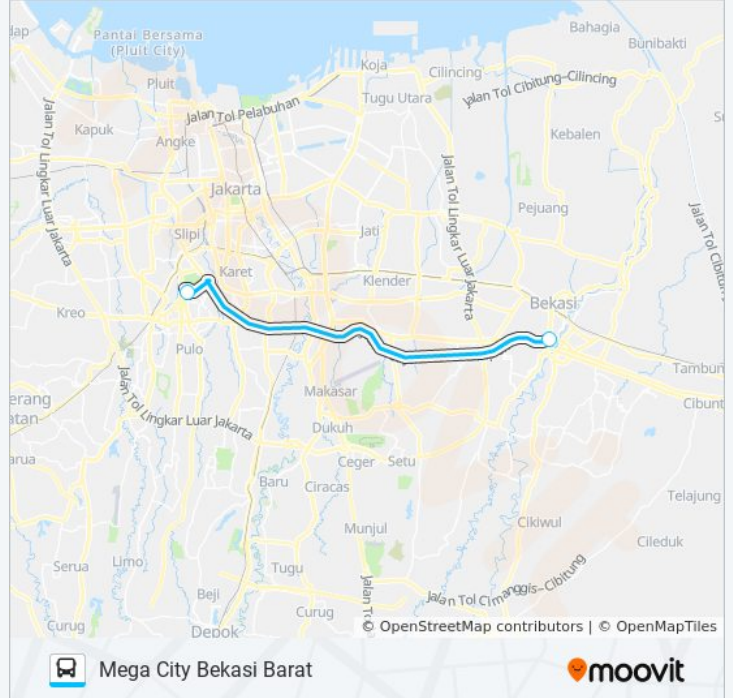 Bahagia
Pantai Bersama
(Pluit City)
Bunibakti
Koja
Cilincing
Pluit
Jalan Tol Cibitung-Cilincing
Tugu Utara
Jalan Tol Pelabuhan
Kapuk
Angke
Kebalen
Jalan Tol Lingkar Luar Jakarta
Jalan Tol Lingkar Luar Jakarta
Jakarta
Pejuang
Slipi
Jati
Karet
Klender
Kreo
Bekasi
Pulo
Makasar
Tambun
Cibunt
erang
atan
Jalan Tol Lingkar Luar Jakarta
Dukuh
arua
Ceger
Setu
Baru
Ciracas
Telajung
Munjul
Cikiwul
Cileduk
Serua
Limo
Tugu
Beji
Jalan Tol Cimanggis-Cibitung
Curug
Curug
Depok
© OpenStreetMap contributors | © OpenMapTiles
Mega City Bekasi Barat
moovit